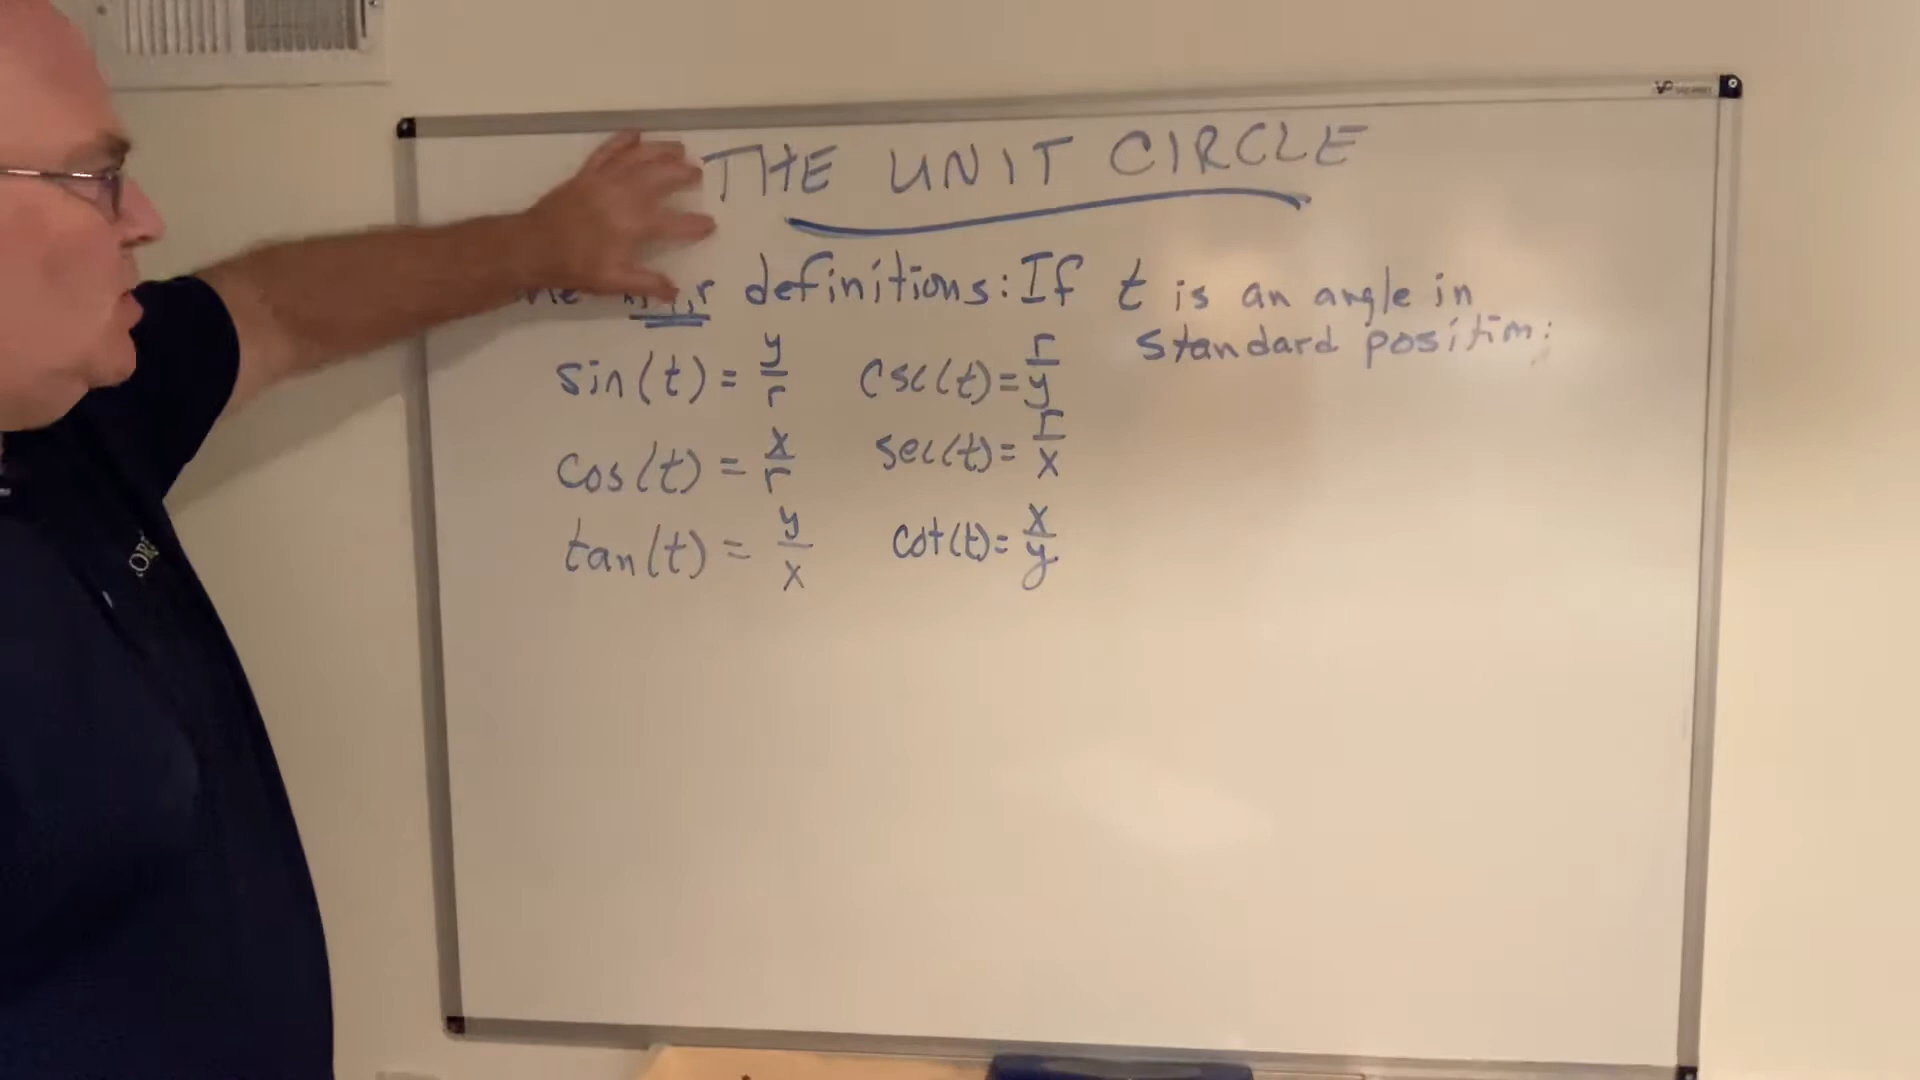 THE UNIT CIRCLE
definitions: If t is an angle in
standard position:
sin(t) = y/r csc(t) = r/y
cos(t) = x/r sec(t) = r/x
tan(t) = y/x cot(t) = x/y